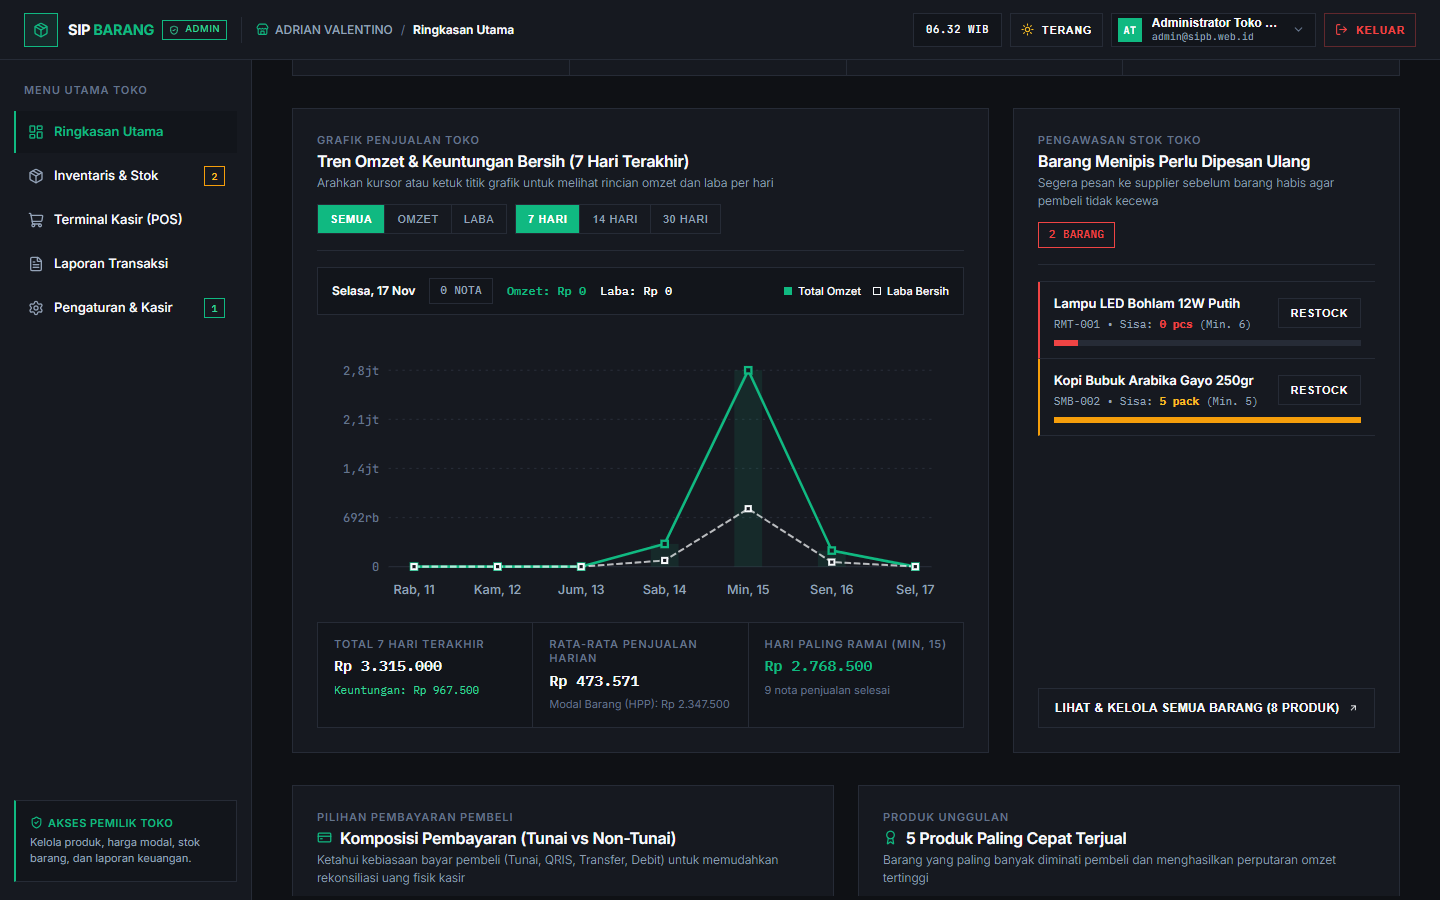 SIP BARANG
ADMIN
ADRIAN VALENTINO / Ringkasan Utama
06.32 WIB
TERANG
AT
Administrator Toko ...
admin@sipb.web.id
KELUAR
MENU UTAMA TOKO
Ringkasan Utama
Inventaris & Stok
2
Terminal Kasir (POS)
Laporan Transaksi
Pengaturan & Kasir
1
AKSES PEMILIK TOKO
Kelola produk, harga modal, stok
barang, dan laporan keuangan.
GRAFIK PENJUALAN TOKO
Tren Omzet & Keuntungan Bersih (7 Hari Terakhir)
Arahkan kursor atau ketuk titik grafik untuk melihat rincian omzet dan laba per hari
SEMUA OMZET LABA
7 HARI 14 HARI 30 HARI
Selasa, 17 Nov 0 NOTA Omzet: Rp 0 Laba: Rp 0
Total Omzet Laba Bersih
2,8jt
2,1jt
1,4jt
692rb
0
Rab, 11 Kam, 12 Jum, 13 Sab, 14 Min, 15 Sen, 16 Sel, 17
TOTAL 7 HARI TERAKHIR
Rp 3.315.000
Keuntungan: Rp 967.500
RATA-RATA PENJUALAN
HARIAN
Rp 473.571
Modal Barang (HPP): Rp 2.347.500
HARI PALING RAMAI (MIN, 15)
Rp 2.768.500
9 nota penjualan selesai
PENGAWASAN STOK TOKO
Barang Menipis Perlu Dipesan Ulang
Segera pesan ke supplier sebelum barang habis agar
pembeli tidak kecewa
2 BARANG
Lampu LED Bohlam 12W Putih
RMT-001 • Sisa: 0 pcs (Min. 6)
RESTOCK
Kopi Bubuk Arabika Gayo 250gr
SMB-002 • Sisa: 5 pack (Min. 5)
RESTOCK
LIHAT & KELOLA SEMUA BARANG (8 PRODUK)
PILIHAN PEMBAYARAN PEMBELI
Komposisi Pembayaran (Tunai vs Non-Tunai)
Ketahui kebiasaan bayar pembeli (Tunai, QRIS, Transfer, Debit) untuk memudahkan
rekonsiliasi uang fisik kasir
PRODUK UNGGULAN
5 Produk Paling Cepat Terjual
Barang yang paling banyak diminati pembeli dan menghasilkan perputaran omzet
tertinggi